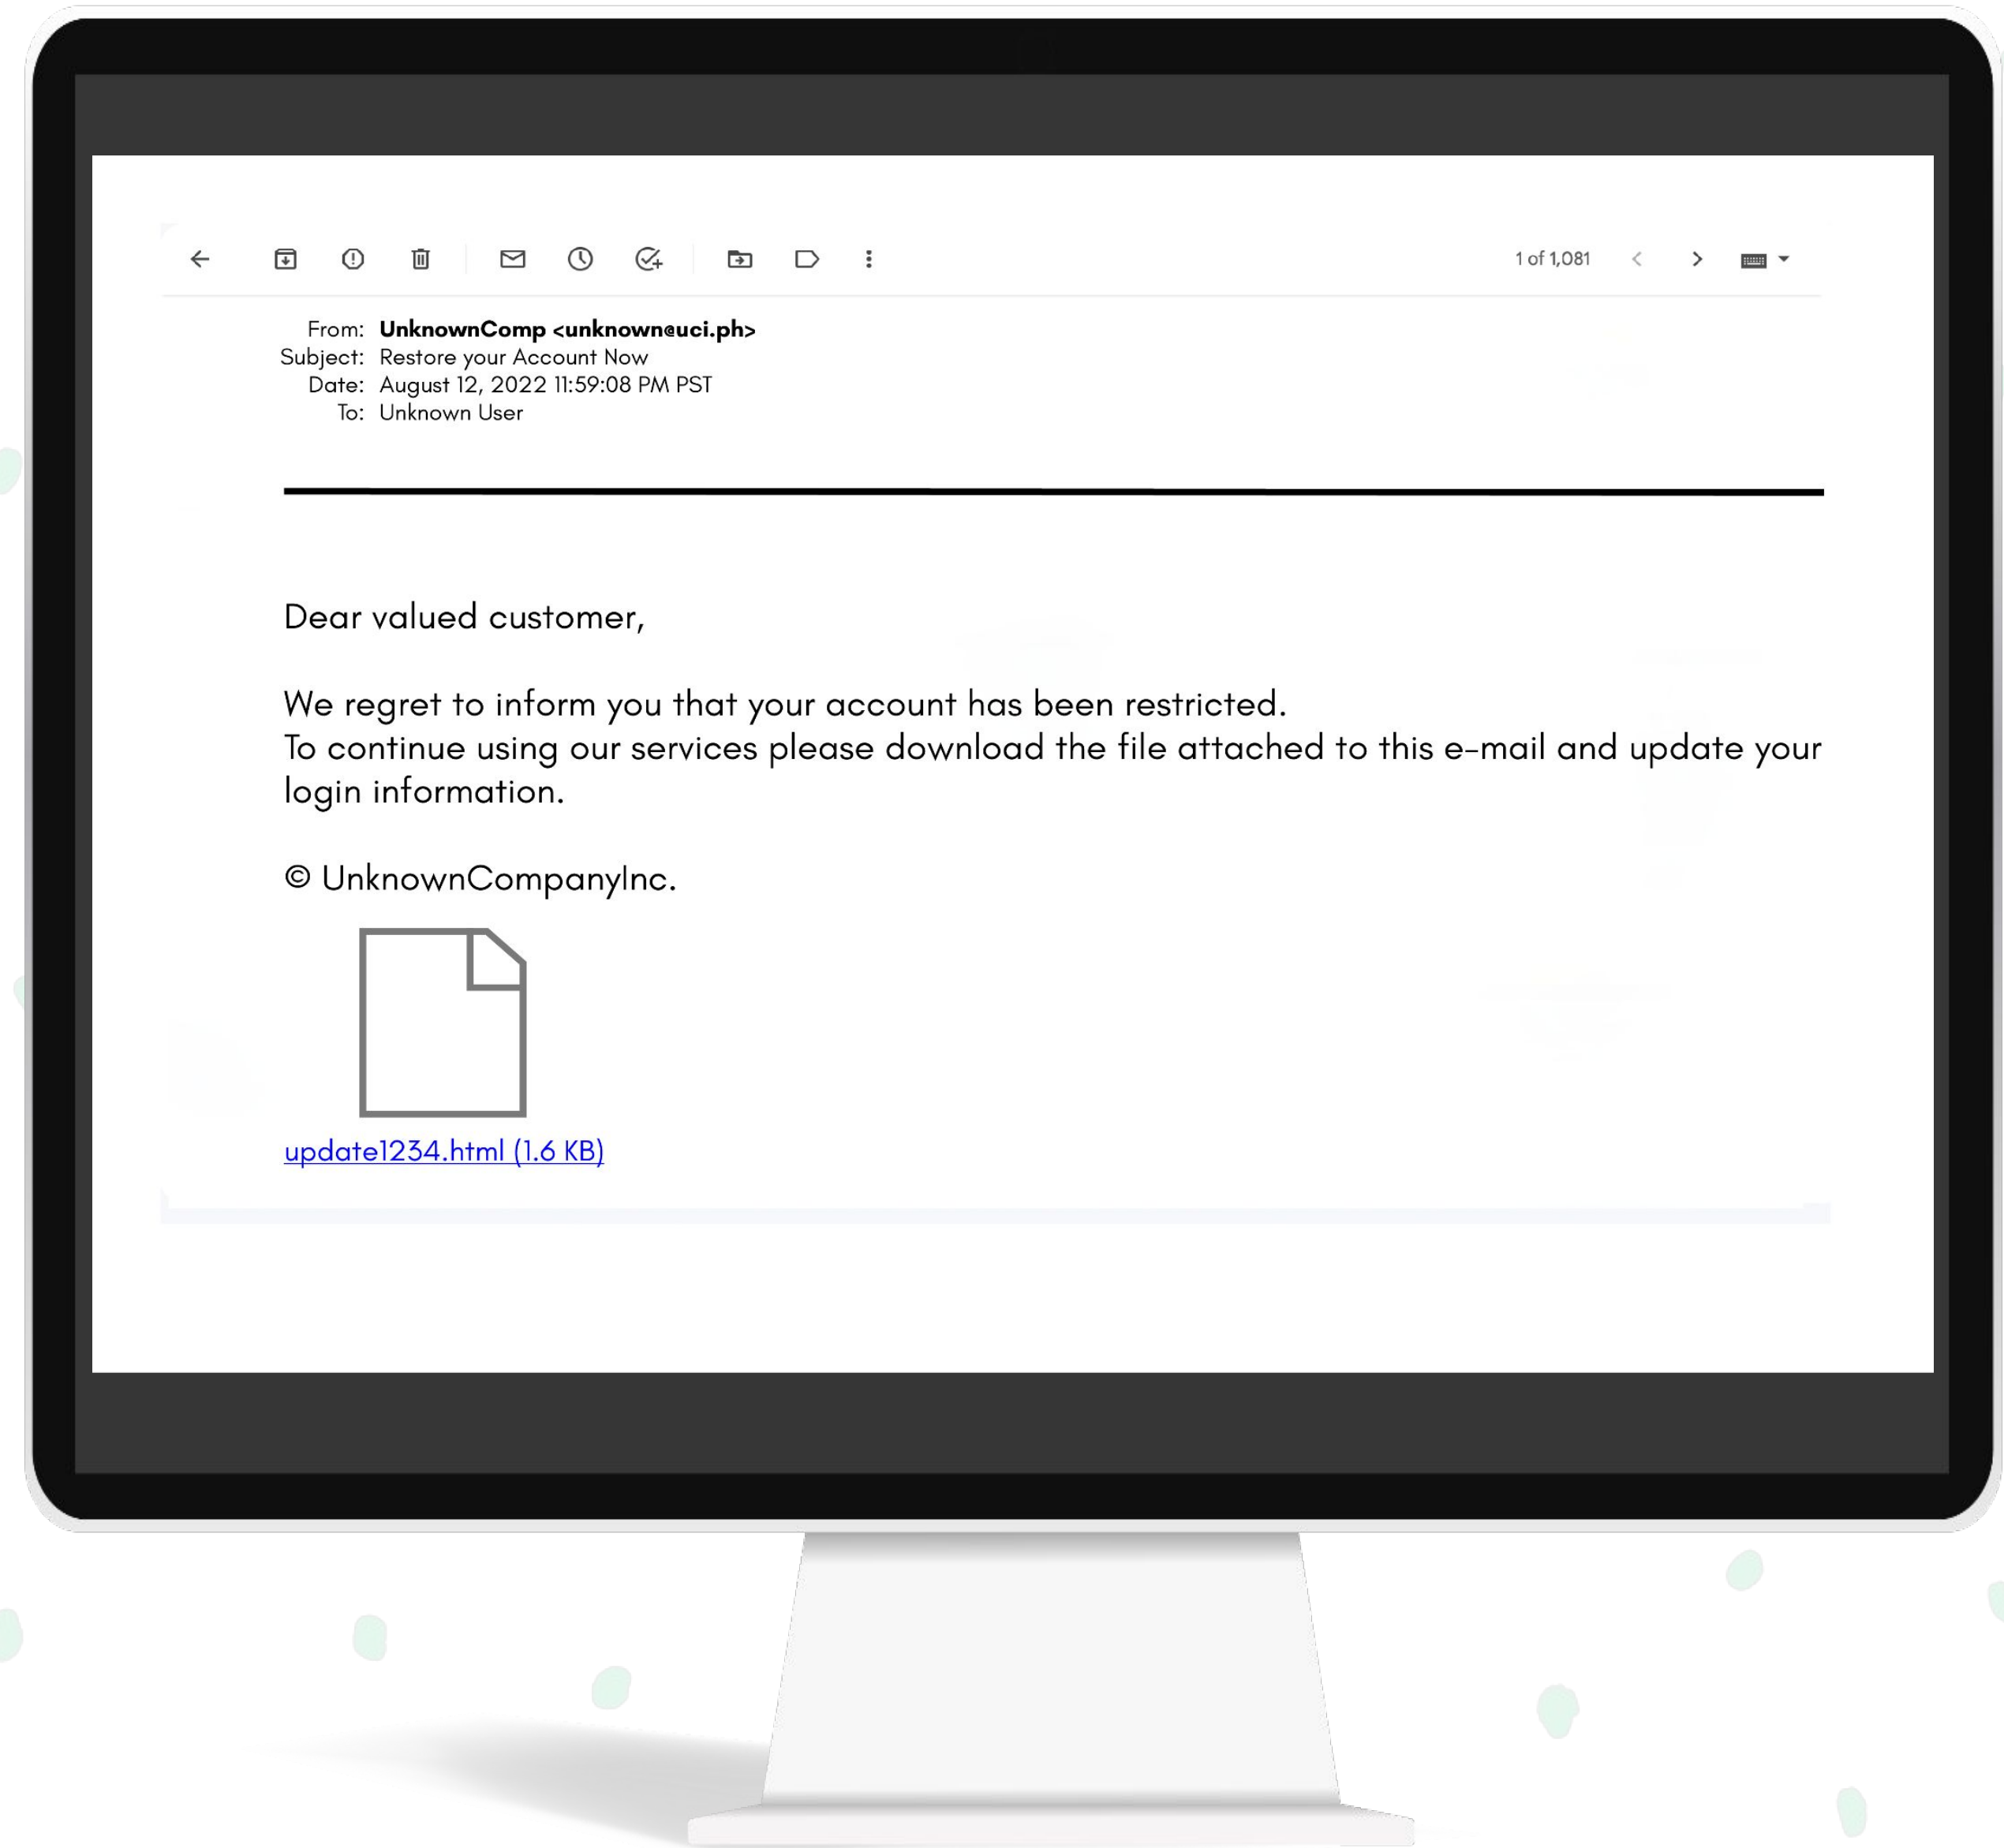 1 of 1,081
From: UnknownComp <unknown@uci.ph>
Subject: Restore your Account Now
Date: August 12, 2022 11:59:08 PM PST
To: Unknown User
Dear valued customer,
We regret to inform you that your account has been restricted.
To continue using our services please download the file attached to this e-mail and update your
login information.
© UnknownCompanyInc.
update1234.html (1.6 KB)